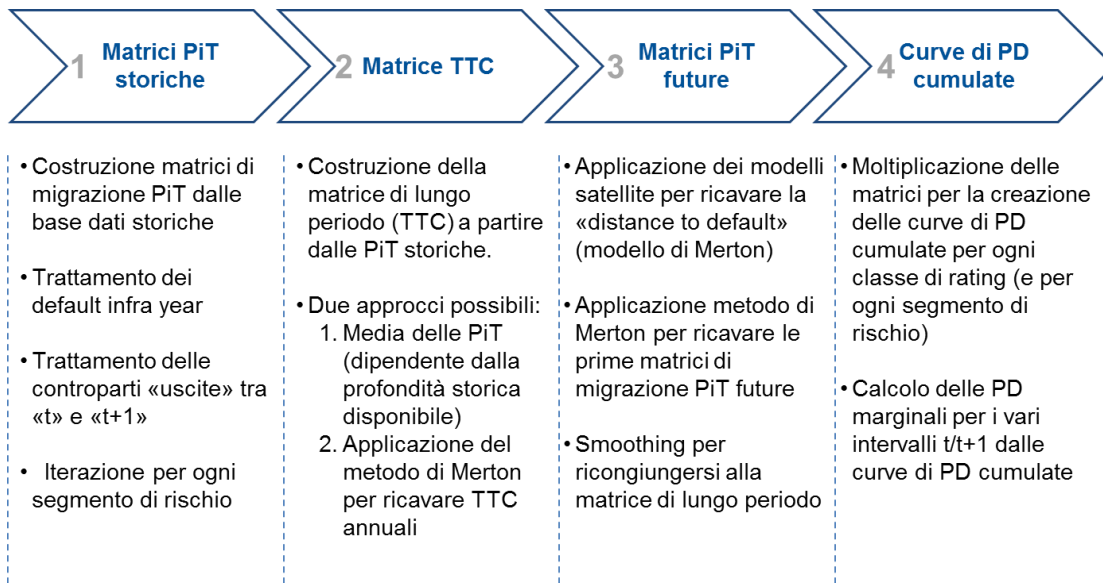 1
Matrici PiT
storiche
2
Matrice TTC
3
Matrici PiT
future
4
Curve di PD
cumulate
• Costruzione matrici di
migrazione PiT dalle
base dati storiche
• Trattamento dei
default infra year
• Trattamento delle
controparti «uscite» tra
«t» e «t+1»
• Iterazione per ogni
segmento di rischio
• Costruzione della
matrice di lungo
periodo (TTC) a partire
dalle PiT storiche.
• Due approcci possibili:
1. Media delle PiT
(dipendente dalla
profondità storica
disponibile)
2. Applicazione del
metodo di Merton
per ricavare TTC
annuali
• Applicazione dei modelli
satellite per ricavare la
«distance to default»
(modello di Merton)
• Applicazione metodo di
Merton per ricavare le
prime matrici di
migrazione PiT future
• Smoothing per
ricongiungersi alla
matrice di lungo periodo
• Moltiplicazione delle
matrici per la creazione
delle curve di PD
cumulate per ogni
classe di rating (e per
ogni segmento di
rischio)
• Calcolo delle PD
marginali per i vari
intervalli t/t+1 dalle
curve di PD cumulate